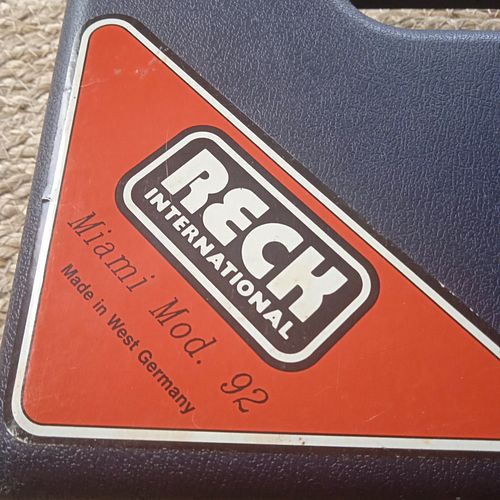 RECK
INTERNATIONAL
Miami Mod. 92
Made in West Germany